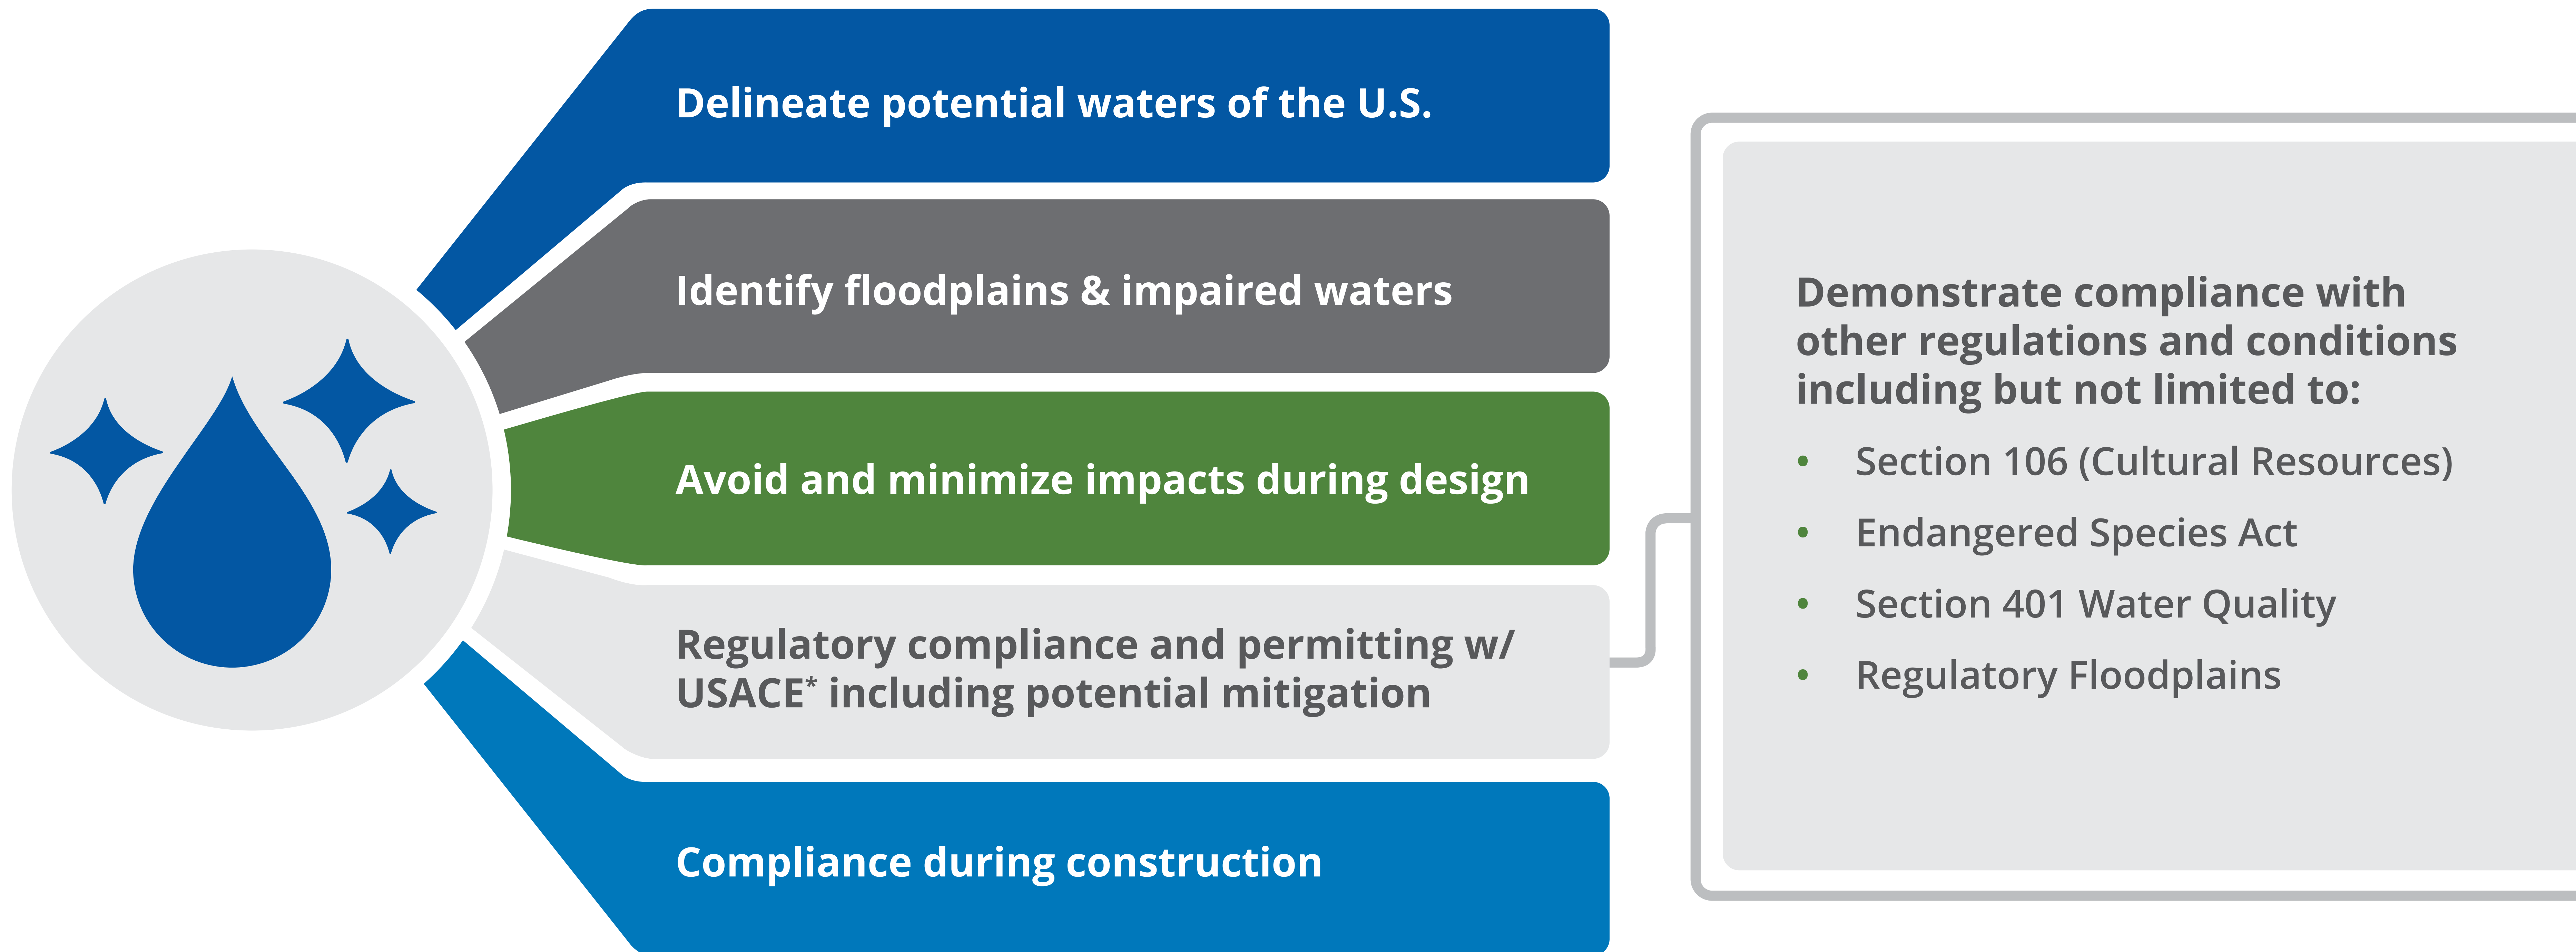 Delineate potential waters of the U.S.
Identify floodplains & impaired waters
Avoid and minimize impacts during design
Regulatory compliance and permitting w/
USACE* including potential mitigation
Compliance during construction
Demonstrate compliance with
other regulations and conditions
including but not limited to:
• Section 106 (Cultural Resources)
• Endangered Species Act
• Section 401 Water Quality
• Regulatory Floodplains